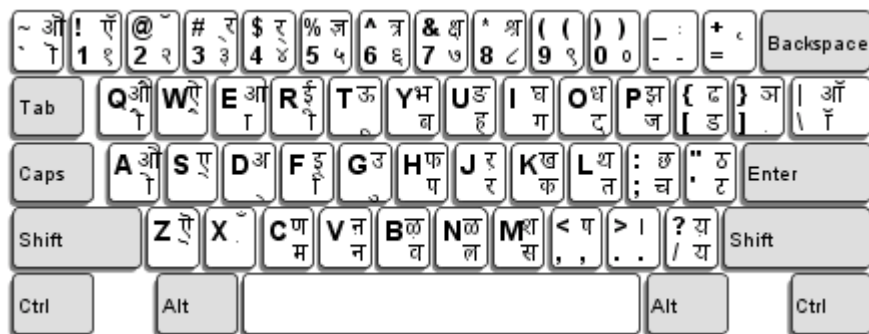 ~ ऒ ! ऍ @ ॅ # ्र $ र् % ज्ञ ^ त्र & क्ष * श्र ( ( ) ) _ : + ृ Backspace
` ॊ 1 १ 2 २ 3 ३ 4 ४ 5 ५ 6 ६ 7 ७ 8 ८ 9 ९ 0 ० - - =
Tab Q औ W ऐ E आ R ई T ऊ Y भ U ङ I घ O ध P झ { ढ } ञ | ऑ
ौ ै ा ी ू ब ह ग द ज [ ड ] ़ \ ॉ
Caps A ओ S ए D अ F इ G उ H फ J ऱ K ख L थ : छ " ठ Enter
ो े ् ि ु प र क त ; च ' ट
Shift Z ऎ X ँ C ण V ऩ B ऴ N ळ M श < ष > । ? य़ Shift
ॆ ं म न व ल स , , . . / य
Ctrl Alt Alt Ctrl